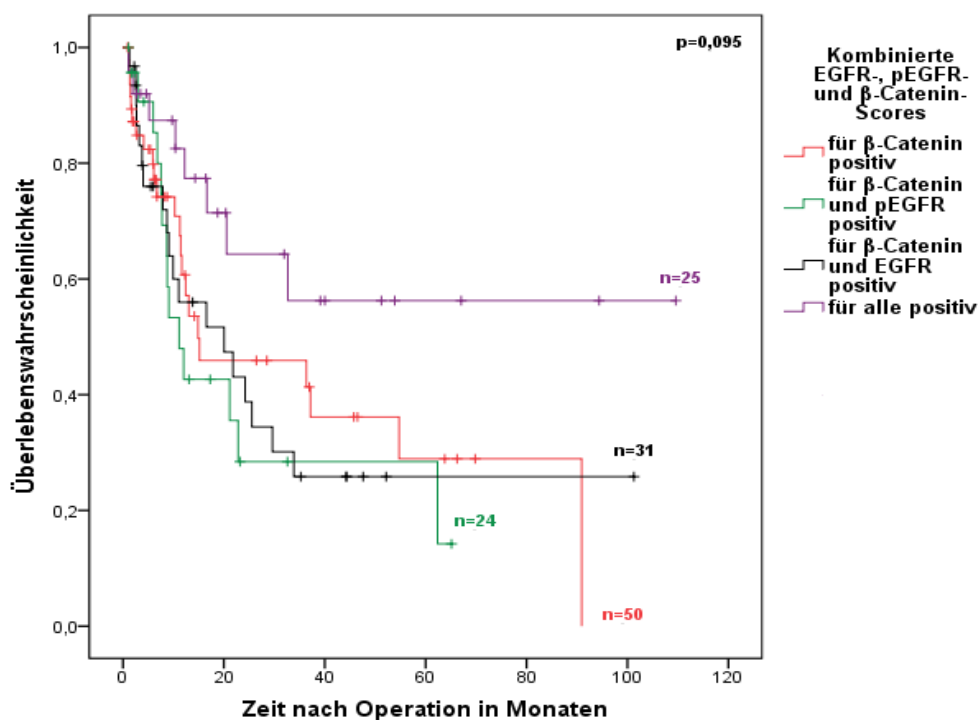 p=0,095
1,0
0,8
0,6
0,4
0,2
0,0
Überlebenswahrscheinlichkeit
n=25
n=31
n=24
n=50
0
20
40
60
80
100
120
Zeit nach Operation in Monaten
Kombinierte
EGFR-, pEGFR-
und β-Catenin-
Scores
für β-Catenin
positiv
für β-Catenin
und pEGFR
positiv
für β-Catenin
und EGFR
positiv
für alle positiv